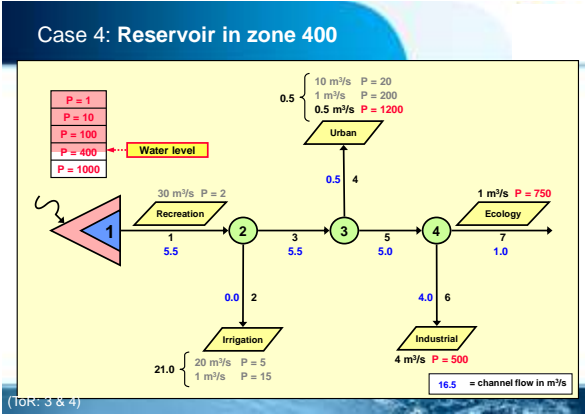 Case 4: Reservoir in zone 400
P = 1
P = 10
P = 100
P = 400
P = 1000
Water level
10 m³/s P = 20
1 m³/s P = 200
0.5 m³/s P = 1200
0.5
Urban
0.5 4
30 m³/s P = 2
Recreation
1 m³/s P = 750
Ecology
1
2
3
4
1
5.5
3
5.5
5
5.0
7
1.0
0.0 2
4.0 6
Irrigation
Industrial
21.0
20 m³/s P = 5
1 m³/s P = 15
4 m³/s P = 500
16.5 = channel flow in m³/s
(ToR: 3 & 4)